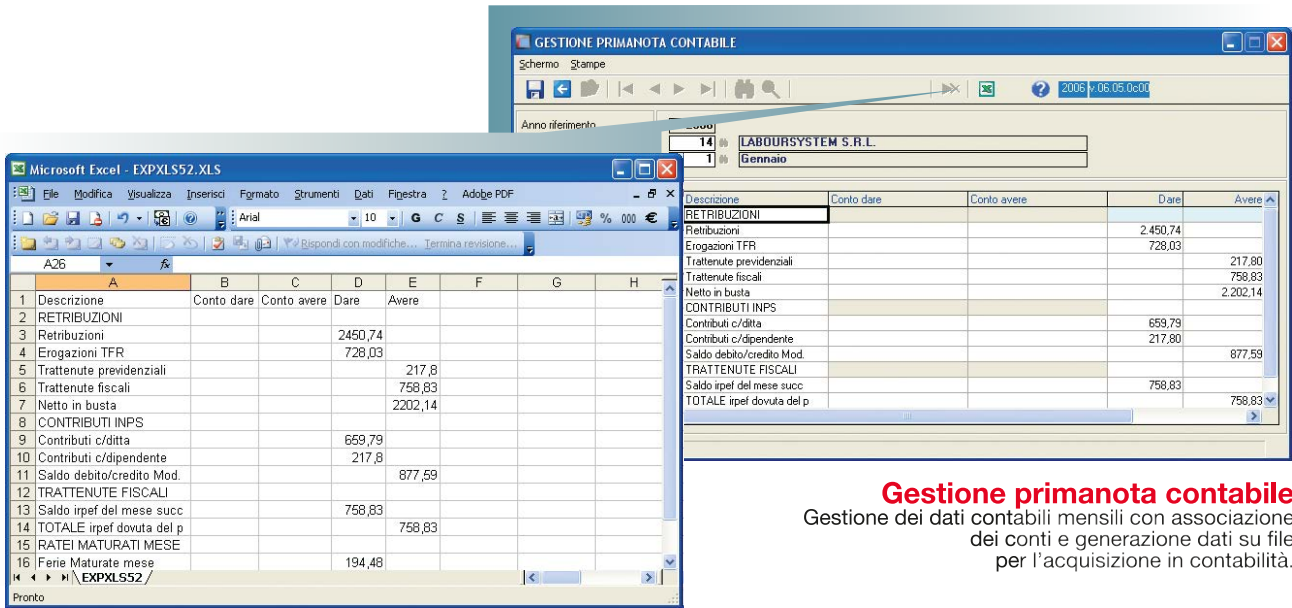 GESTIONE PRIMANOTA CONTABILE
Schermo Stampe
2006 v.06.05.0c00
Anno riferimento
14 LABOURSYSTEM S.R.L.
1 Gennaio
Descrizione Conto dare Conto avere Dare Avere
RETRIBUZIONI
Retribuzioni 2.450,74
Erogazioni TFR 728,03
Trattenute previdenziali 217,80
Trattenute fiscali 758,83
Netto in busta 2.202,14
CONTRIBUTI INPS
Contributi c/ditta 659,79
Contributi c/dipendente 217,80
Saldo debito/credito Mod. 877,59
TRATTENUTE FISCALI
Saldo irpef del mese succ 758,83
TOTALE irpef dovuta del p 758,83
Microsoft Excel - EXPXLS52.XLS
File Modifica Visualizza Inserisci Formato Strumenti Dati Finestra ? Adobe PDF
Arial 10 G C S % 000 €
Rispondi con modifiche... Termina revisione...
A26 fx
A B C D E F G H
1 Descrizione Conto dare Conto avere Dare Avere
2 RETRIBUZIONI
3 Retribuzioni 2450,74
4 Erogazioni TFR 728,03
5 Trattenute previdenziali 217,8
6 Trattenute fiscali 758,83
7 Netto in busta 2202,14
8 CONTRIBUTI INPS
9 Contributi c/ditta 659,79
10 Contributi c/dipendente 217,8
11 Saldo debito/credito Mod. 877,59
12 TRATTENUTE FISCALI
13 Saldo irpef del mese succ 758,83
14 TOTALE irpef dovuta del p 758,83
15 RATEI MATURATI MESE
16 Ferie Maturate mese 194,48
EXPXLS52
Pronto
Gestione primanota contabile
Gestione dei dati contabili mensili con associazione
dei conti e generazione dati su file
per l'acquisizione in contabilità.